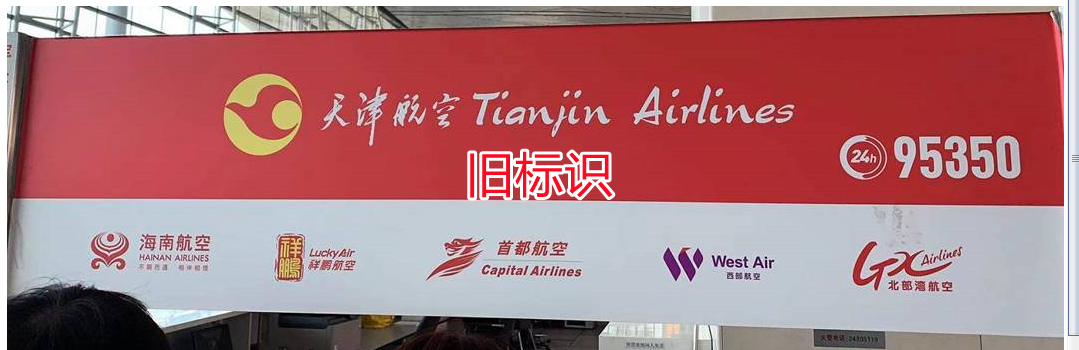 天津航空 Tianjin Airlines
24h 95350
旧标识
海南航空
HAINAN AIRLINES
祥鹏
Lucky Air
祥鹏航空
首都航空
Capital Airlines
West Air
西部航空
GX Airlines
北部湾航空